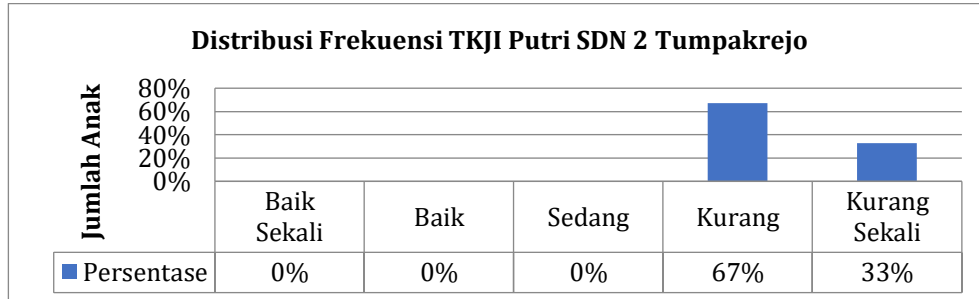 Distribusi Frekuensi TKJI Putri SDN 2 Tumpakrejo
Jumlah Anak
80%
60%
40%
20%
0%
Baik Sekali Baik Sedang Kurang Kurang Sekali
Persentase 0% 0% 0% 67% 33%